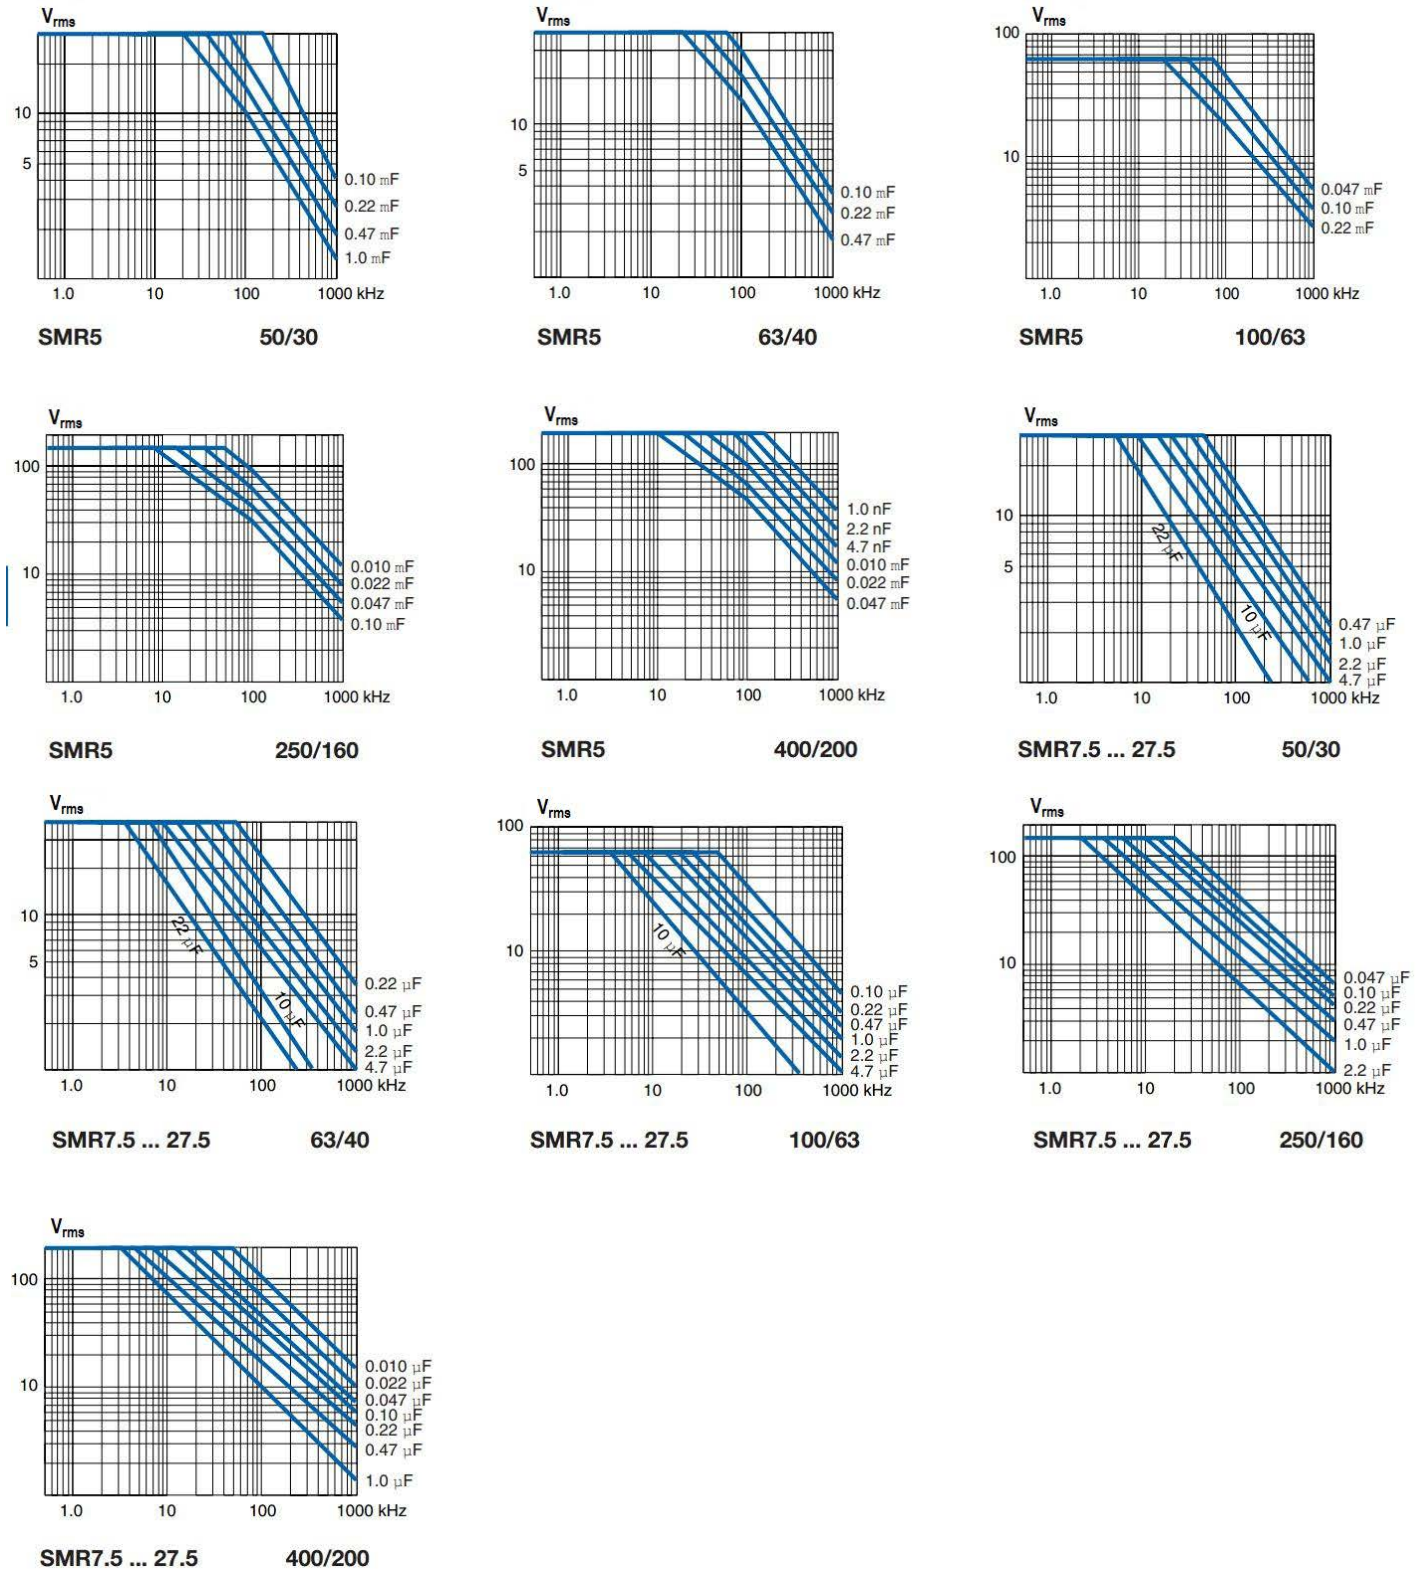 Vrms
10
5
0.10 mF
0.22 mF
0.47 mF
1.0 mF
1.0 10 100 1000 kHz
SMR5 50/30
Vrms
10
5
0.10 mF
0.22 mF
0.47 mF
1.0 10 100 1000 kHz
SMR5 63/40
Vrms
100
10
0.047 mF
0.10 mF
0.22 mF
1.0 10 100 1000 kHz
SMR5 100/63
Vrms
100
10
0.010 mF
0.022 mF
0.047 mF
0.10 mF
1.0 10 100 1000 kHz
SMR5 250/160
Vrms
100
10
1.0 nF
2.2 nF
4.7 nF
0.010 mF
0.022 mF
0.047 mF
1.0 10 100 1000 kHz
SMR5 400/200
Vrms
10
5
22 µF
10 µF
0.47 µF
1.0 µF
2.2 µF
4.7 µF
1.0 10 100 1000 kHz
SMR7.5 ... 27.5 50/30
Vrms
10
5
22 µF
10 µF
0.22 µF
0.47 µF
1.0 µF
2.2 µF
4.7 µF
1.0 10 100 1000 kHz
SMR7.5 ... 27.5 63/40
Vrms
100
10
10 µF
0.10 µF
0.22 µF
0.47 µF
1.0 µF
2.2 µF
4.7 µF
1.0 10 100 1000 kHz
SMR7.5 ... 27.5 100/63
Vrms
100
10
0.047 µF
0.10 µF
0.22 µF
0.47 µF
1.0 µF
2.2 µF
1.0 10 100 1000 kHz
SMR7.5 ... 27.5 250/160
Vrms
100
10
0.010 µF
0.022 µF
0.047 µF
0.10 µF
0.22 µF
0.47 µF
1.0 µF
1.0 10 100 1000 kHz
SMR7.5 ... 27.5 400/200